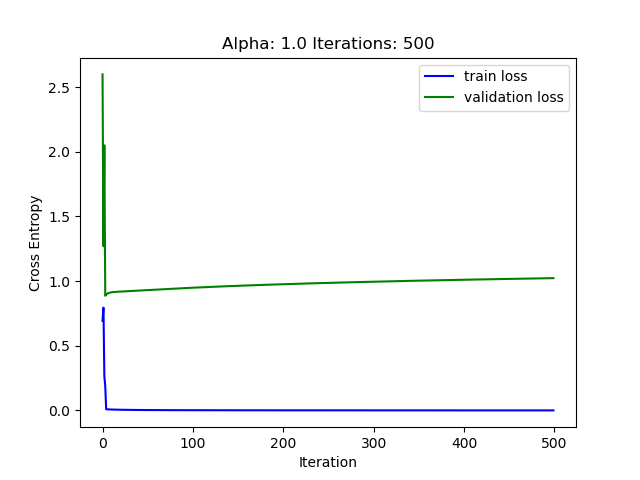 Alpha: 1.0 Iterations: 500
train loss
validation loss
Cross Entropy
2.5
2.0
1.5
1.0
0.5
0.0
0 100 200 300 400 500
Iteration